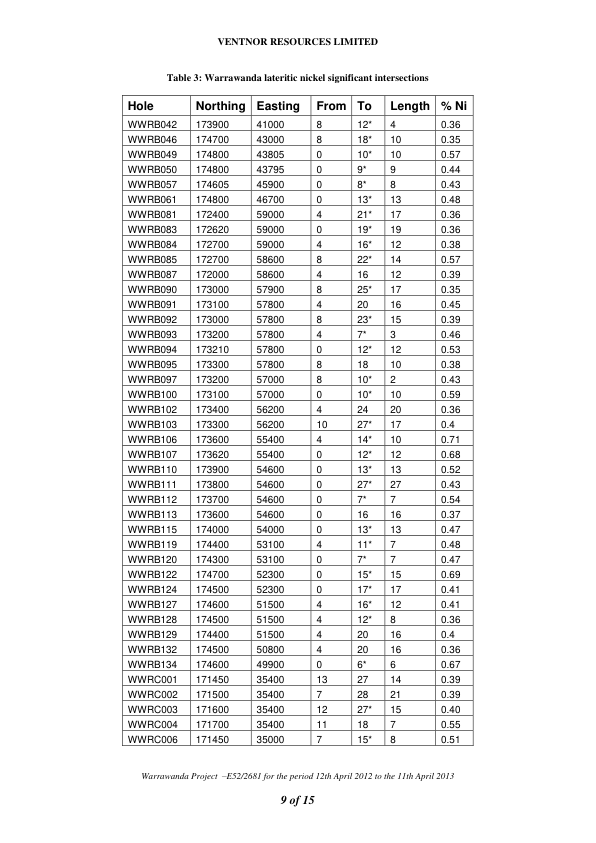 VENTNOR RESOURCES LIMITED
Table 3: Warrawanda lateritic nickel significant intersections
Hole Northing Easting From To Length % Ni
WWRB042 173900 41000 8 12* 4 0.36
WWRB046 174700 43000 8 18* 10 0.35
WWRB049 174800 43805 0 10* 10 0.57
WWRB050 174800 43795 0 9* 9 0.44
WWRB057 174605 45900 0 8* 8 0.43
WWRB061 174800 46700 0 13* 13 0.48
WWRB081 172400 59000 4 21* 17 0.36
WWRB083 172620 59000 0 19* 19 0.36
WWRB084 172700 59000 4 16* 12 0.38
WWRB085 172700 58600 8 22* 14 0.57
WWRB087 172000 58600 4 16 12 0.39
WWRB090 173000 57900 8 25* 17 0.35
WWRB091 173100 57800 4 20 16 0.45
WWRB092 173000 57800 8 23* 15 0.39
WWRB093 173200 57800 4 7* 3 0.46
WWRB094 173210 57800 0 12* 12 0.53
WWRB095 173300 57800 8 18 10 0.38
WWRB097 173200 57000 8 10* 2 0.43
WWRB100 173100 57000 0 10* 10 0.59
WWRB102 173400 56200 4 24 20 0.36
WWRB103 173300 56200 10 27* 17 0.4
WWRB106 173600 55400 4 14* 10 0.71
WWRB107 173620 55400 0 12* 12 0.68
WWRB110 173900 54600 0 13* 13 0.52
WWRB111 173800 54600 0 27* 27 0.43
WWRB112 173700 54600 0 7* 7 0.54
WWRB113 173600 54600 0 16 16 0.37
WWRB115 174000 54000 0 13* 13 0.47
WWRB119 174400 53100 4 11* 7 0.48
WWRB120 174300 53100 0 7* 7 0.47
WWRB122 174700 52300 0 15* 15 0.69
WWRB124 174500 52300 0 17* 17 0.41
WWRB127 174600 51500 4 16* 12 0.41
WWRB128 174500 51500 4 12* 8 0.36
WWRB129 174400 51500 4 20 16 0.4
WWRB132 174500 50800 4 20 16 0.36
WWRB134 174600 49900 0 6* 6 0.67
WWRC001 171450 35400 13 27 14 0.39
WWRC002 171500 35400 7 28 21 0.39
WWRC003 171600 35400 12 27* 15 0.40
WWRC004 171700 35400 11 18 7 0.55
WWRC006 171450 35000 7 15* 8 0.51
Warrawanda Project –E52/2681 for the period 12th April 2012 to the 11th April 2013
9 of 15